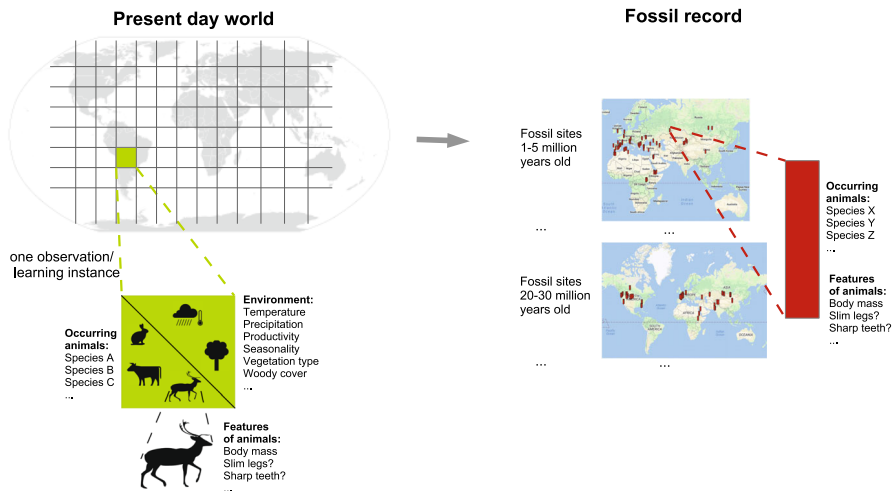 Present day world
Fossil record
one observation/
learning instance
Occurring
animals:
Species A
Species B
Species C
...
Environment:
Temperature
Precipitation
Productivity
Seasonality
Vegetation type
Woody cover
...
Features
of animals:
Body mass
Slim legs?
Sharp teeth?
...
Fossil sites
1-5 million
years old
...
...
Fossil sites
20-30 million
years old
...
...
Occurring
animals:
Species X
Species Y
Species Z
...
Features
of animals:
Body mass
Slim legs?
Sharp teeth?
...